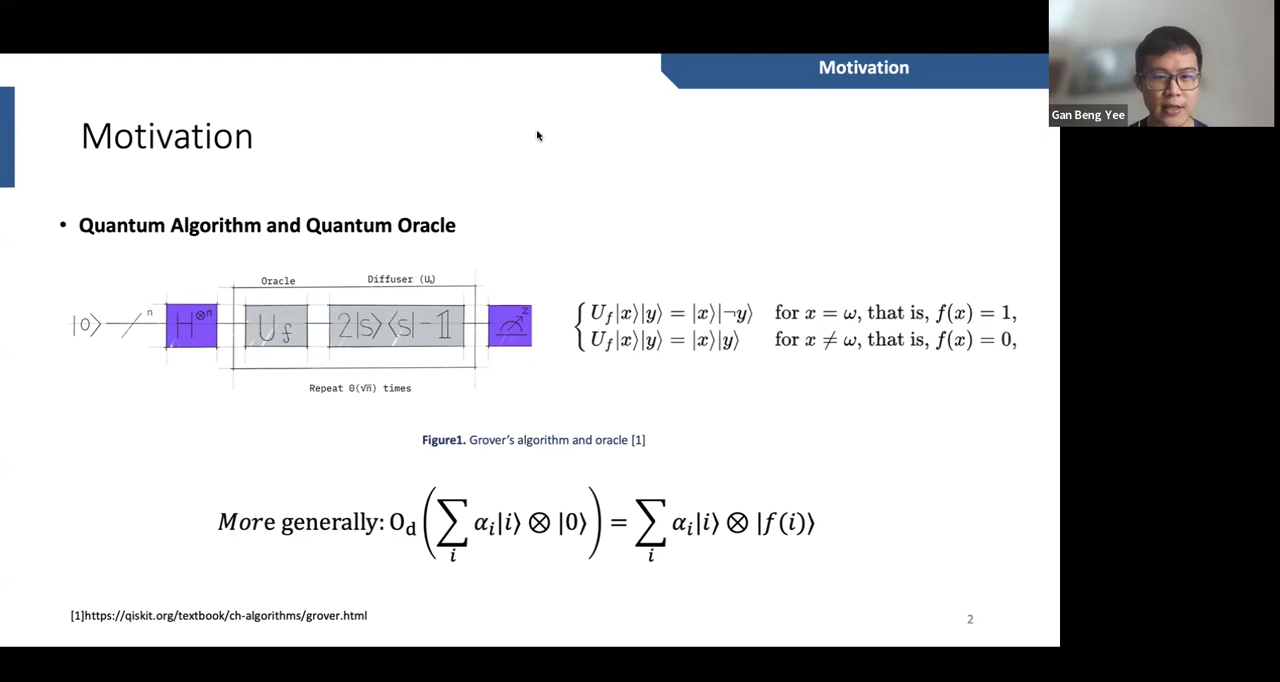 Motivation
Gan Beng Yee
Motivation
• Quantum Algorithm and Quantum Oracle
Oracle Diffuser (Uₛ)
|0⟩ n H⊗n U_f 2|s⟩⟨s|-1 z
Repeat Θ(√n) times
{ U_f|x⟩|y⟩ = |x⟩|¬y⟩ for x = ω, that is, f(x) = 1,
U_f|x⟩|y⟩ = |x⟩|y⟩ for x ≠ ω, that is, f(x) = 0,
Figure1. Grover's algorithm and oracle [1]
More generally: O_d (∑_i α_i|i⟩ ⊗ |0⟩) = ∑_i α_i|i⟩ ⊗ |f(i)⟩
[1]https://qiskit.org/textbook/ch-algorithms/grover.html
2